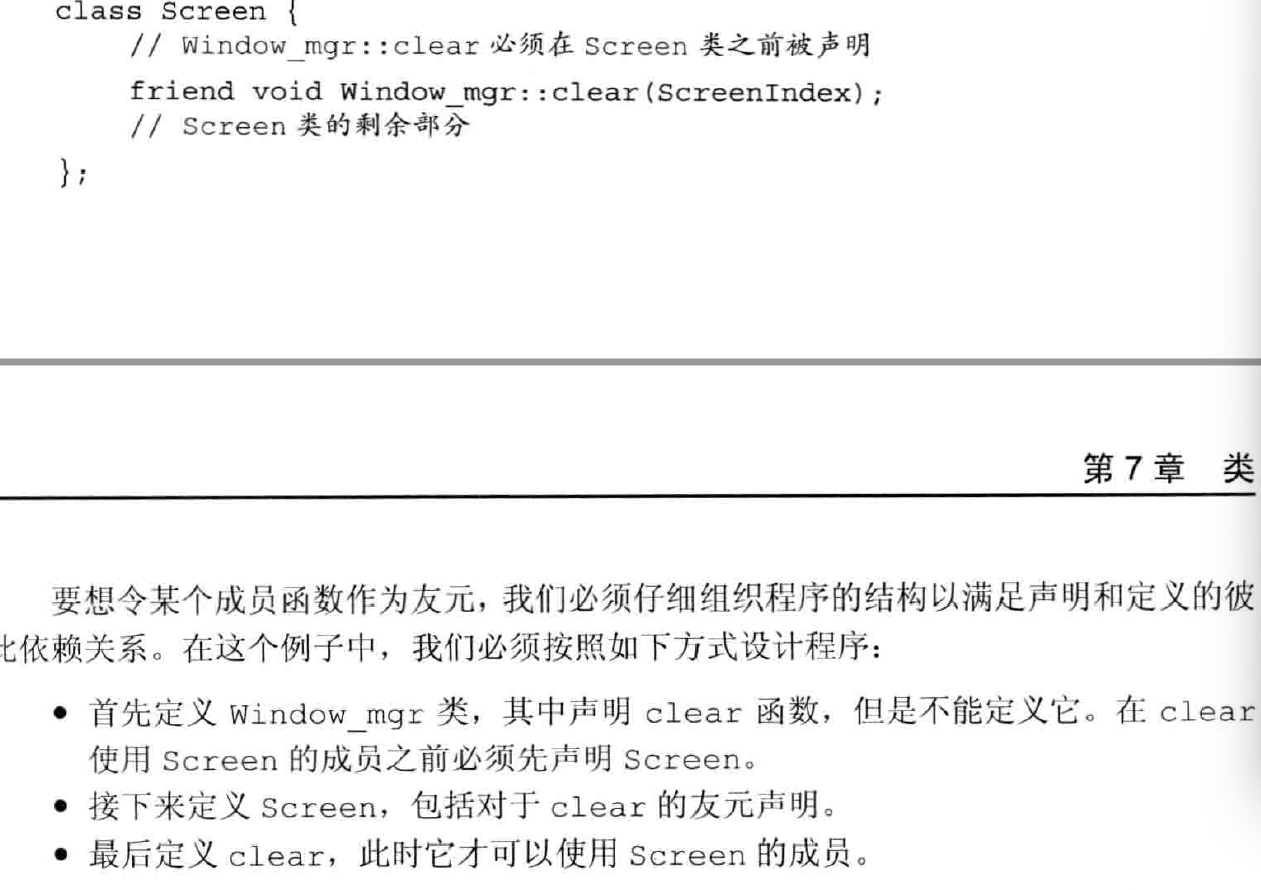 class Screen {
// Window_mgr::clear 必须在 Screen 类之前被声明
friend void Window_mgr::clear(ScreenIndex);
// Screen 类的剩余部分
};
第 7 章 类
要想令某个成员函数作为友元，我们必须仔细组织程序的结构以满足声明和定义的彼
此依赖关系。在这个例子中，我们必须按照如下方式设计程序：
• 首先定义 Window_mgr 类，其中声明 clear 函数，但是不能定义它。在 clear
使用 Screen 的成员之前必须先声明 Screen。
• 接下来定义 Screen，包括对于 clear 的友元声明。
• 最后定义 clear，此时它才可以使用 Screen 的成员。